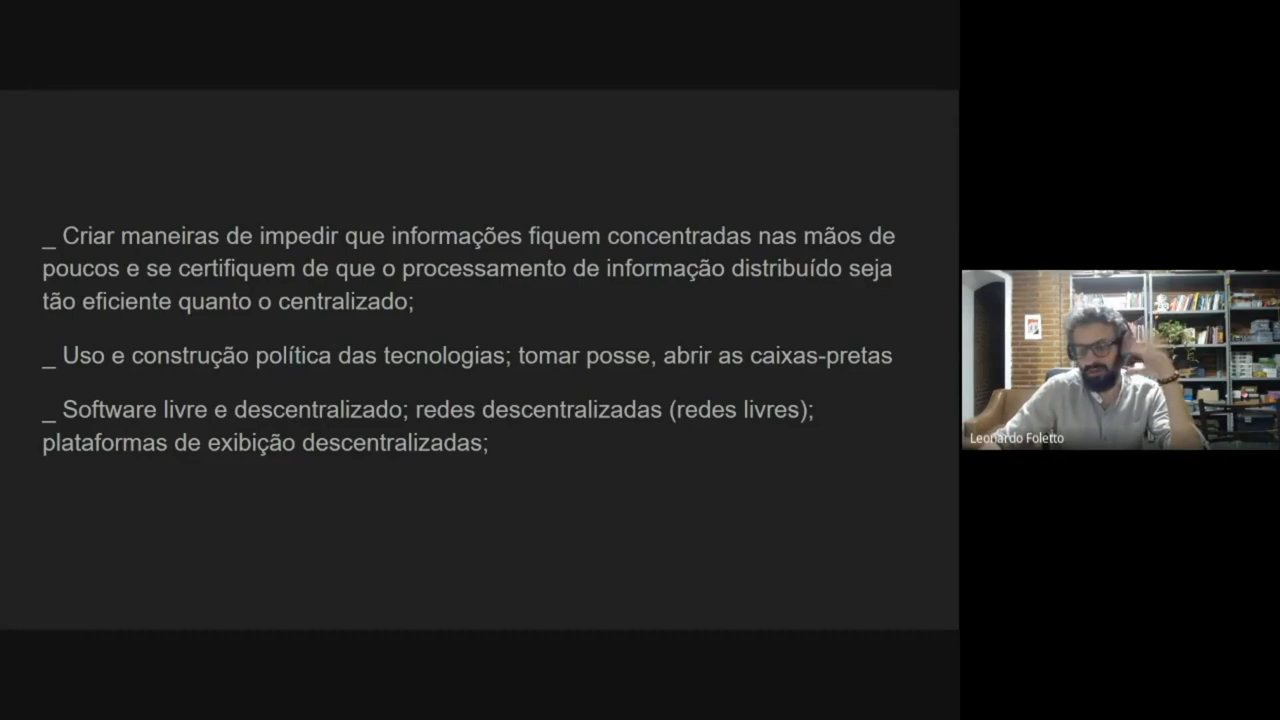 _ Criar maneiras de impedir que informações fiquem concentradas nas mãos de
poucos e se certifiquem de que o processamento de informação distribuído seja
tão eficiente quanto o centralizado;
_ Uso e construção política das tecnologias; tomar posse, abrir as caixas-pretas
_ Software livre e descentralizado; redes descentralizadas (redes livres);
plataformas de exibição descentralizadas;
Leonardo Foletto